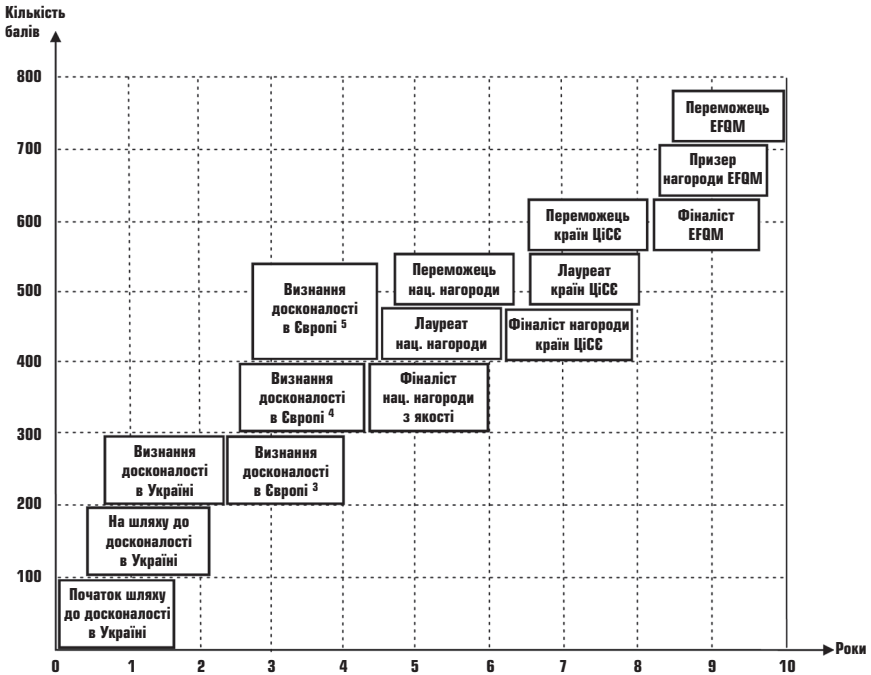 Кількість
балів
800
700
600
500
400
300
200
100
Переможець
EFQM
Призер
нагороди EFQM
Переможець
країн ЦіСЄ
Фіналіст
EFQM
Визнання
досконалості
в Європі 5
Переможець
нац. нагороди
Лауреат
країн ЦіСЄ
Лауреат
нац. нагороди
Фіналіст нагороди
країн ЦіСЄ
Визнання
досконалості
в Європі 4
Фіналіст
нац. нагороди
з якості
Визнання
досконалості
в Україні
Визнання
досконалості
в Європі 3
На шляху до
досконалості
в Україні
Початок шляху
до досконалості
в Україні
0 1 2 3 4 5 6 7 8 9 10
Роки